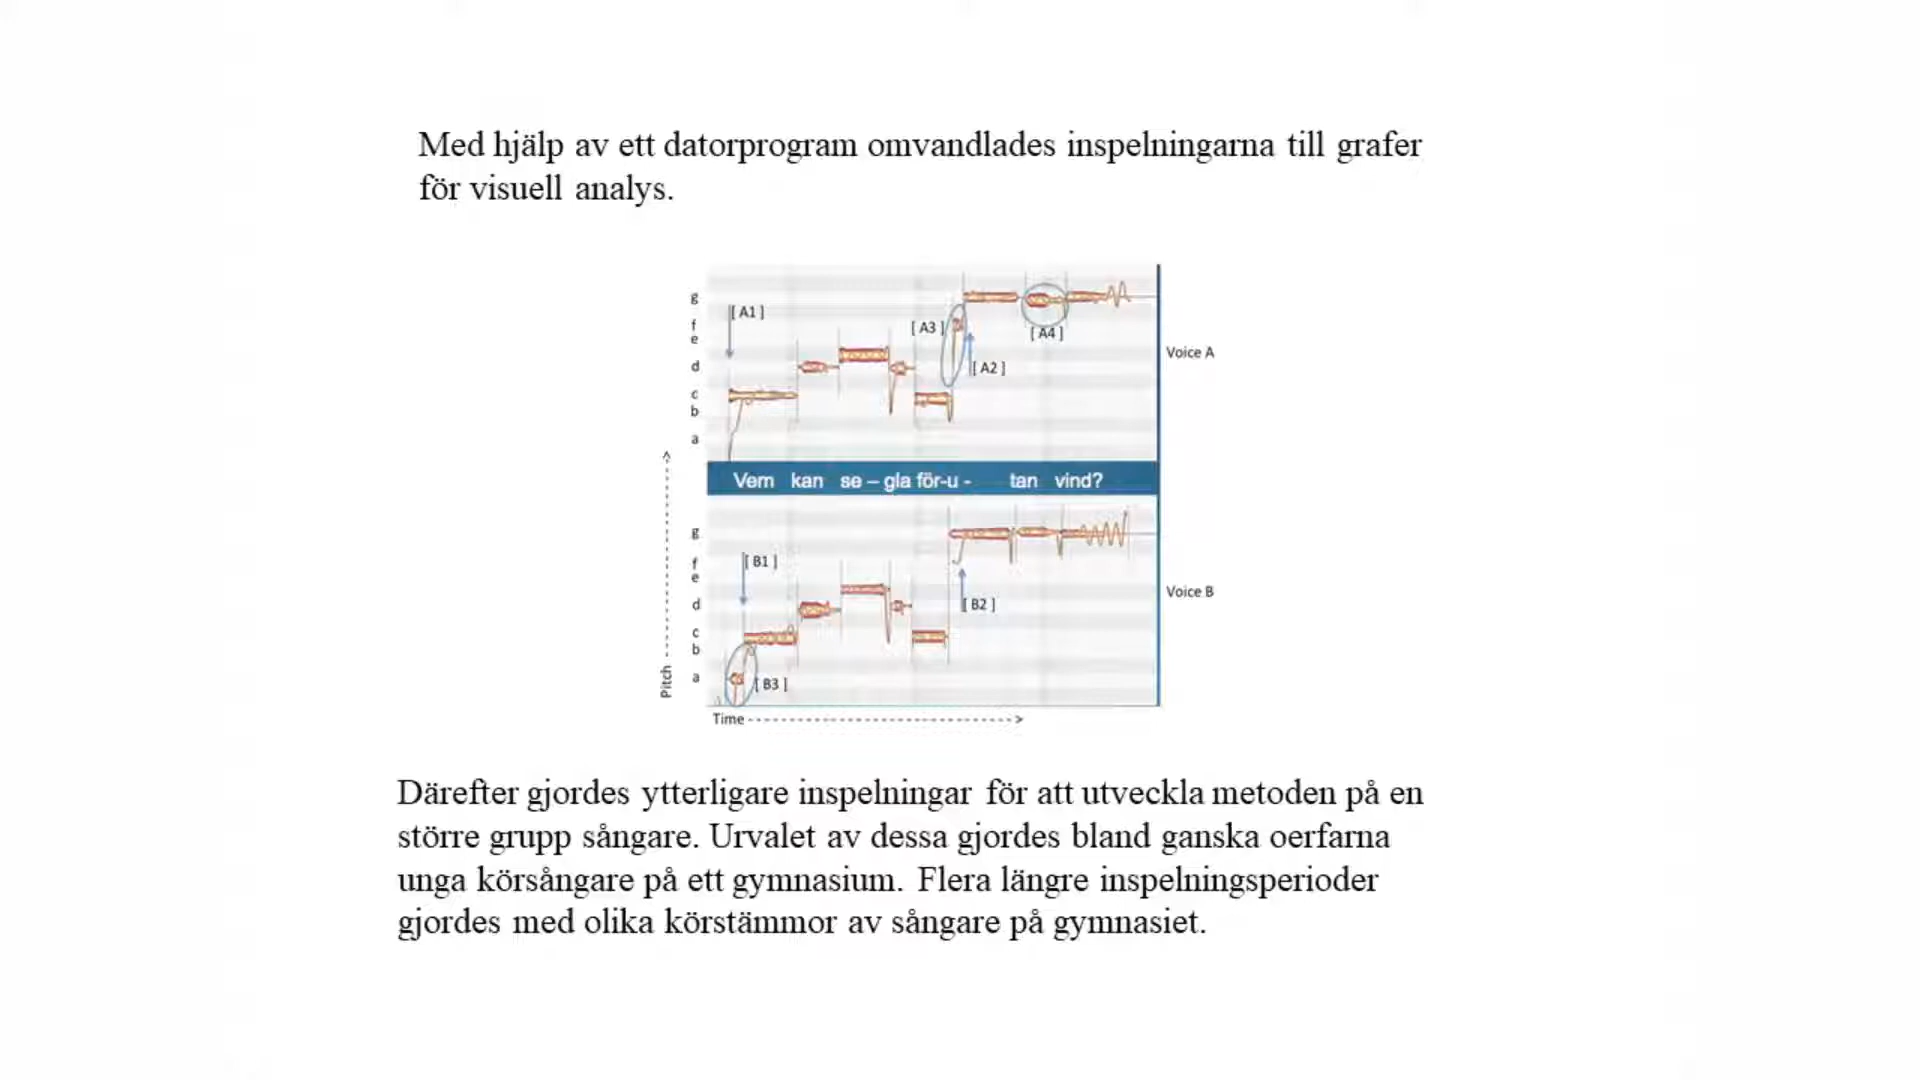 Med hjälp av ett datorprogram omvandlades inspelningarna till grafer
för visuell analys.
g
f
e
d
c
b
a
[ A1 ]
[ A3 ]
[ A4 ]
[ A2 ]
Voice A
Vem kan se – gla för-u - tan vind?
g
f
e
d
c
b
a
[ B1 ]
[ B2 ]
[ B3 ]
Voice B
Pitch
Time
Därefter gjordes ytterligare inspelningar för att utveckla metoden på en
större grupp sångare. Urvalet av dessa gjordes bland ganska oerfarna
unga körsångare på ett gymnasium. Flera längre inspelningsperioder
gjordes med olika körstämmor av sångare på gymnasiet.